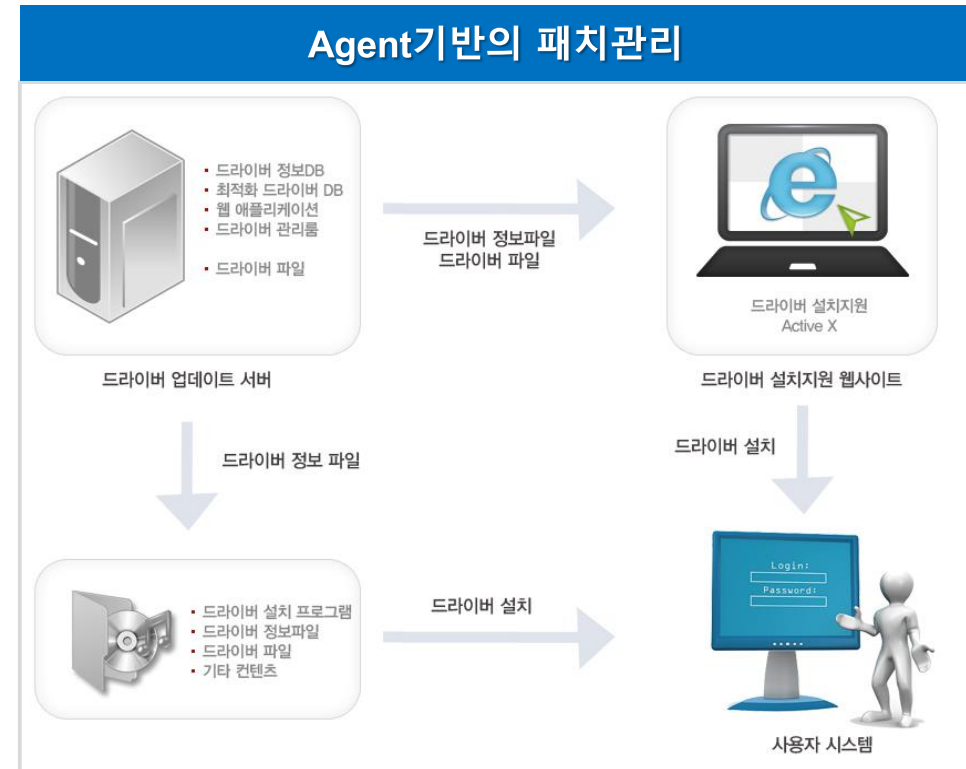 Agent기반의 패치관리
드라이버 정보DB
최적화 드라이버 DB
웹 애플리케이션
드라이버 관리룸
드라이버 파일
드라이버 업데이트 서버
드라이버 정보파일
드라이버 파일
드라이버 설치지원
Active X
드라이버 설치지원 웹사이트
드라이버 정보 파일
드라이버 설치
드라이버 설치 프로그램
드라이버 정보파일
드라이버 파일
기타 컨텐츠
드라이버 설치
Login:
Password:
사용자 시스템